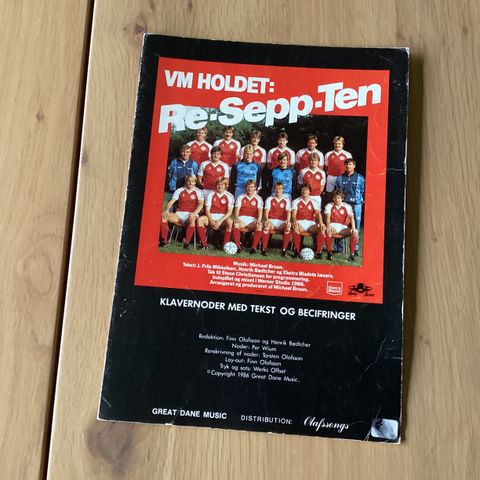 VM HOLDET:
Re-Sepp-Ten
Musik: Michael Bruun.
Tekst: J. Friis Mikkelsen, Henrik Bødtcher og Ekstra Bladets læsere.
Tak til Steve Christiansen for programmering.
Indspillet og mixet i Werner Studio 1986.
Arrangeret og produceret af Michael Bruun.
KLAVERNODER MED TEKST OG BECIFRINGER
Redaktion: Finn Olafsson og Henrik Bødtcher
Noder: Per Wium
Renskrivning af noder: Torsten Olafsson
Lay-out: Finn Olafsson
Tryk og sats: Werks Offset
© Copyright 1986 Great Dane Music.
GREAT DANE MUSIC DISTRIBUTION: Olafssongs